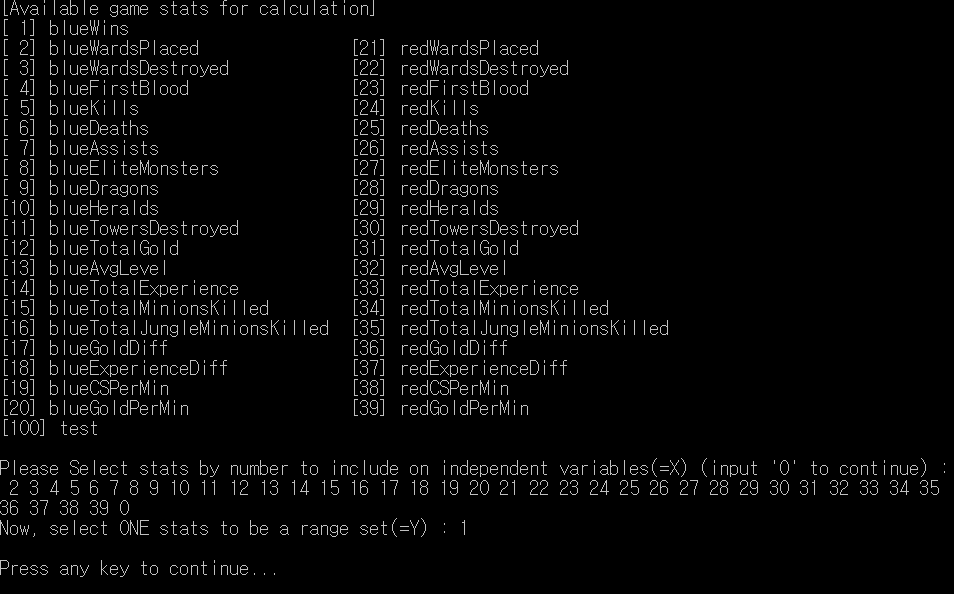 [Available game stats for calculation]
[ 1] blueWins
[ 2] blueWardsPlaced [21] redWardsPlaced
[ 3] blueWardsDestroyed [22] redWardsDestroyed
[ 4] blueFirstBlood [23] redFirstBlood
[ 5] blueKills [24] redKills
[ 6] blueDeaths [25] redDeaths
[ 7] blueAssists [26] redAssists
[ 8] blueEliteMonsters [27] redEliteMonsters
[ 9] blueDragons [28] redDragons
[10] blueHeralds [29] redHeralds
[11] blueTowersDestroyed [30] redTowersDestroyed
[12] blueTotalGold [31] redTotalGold
[13] blueAvgLevel [32] redAvgLevel
[14] blueTotalExperience [33] redTotalExperience
[15] blueTotalMinionsKilled [34] redTotalMinionsKilled
[16] blueTotalJungleMinionsKilled [35] redTotalJungleMinionsKilled
[17] blueGoldDiff [36] redGoldDiff
[18] blueExperienceDiff [37] redExperienceDiff
[19] blueCSPerMin [38] redCSPerMin
[20] blueGoldPerMin [39] redGoldPerMin
[100] test
Please Select stats by number to include on independent variables(=X) (input '0' to continue) :
2 3 4 5 6 7 8 9 10 11 12 13 14 15 16 17 18 19 20 21 22 23 24 25 26 27 28 29 30 31 32 33 34 35
36 37 38 39 0
Now, select ONE stats to be a range set(=Y) : 1
Press any key to continue...